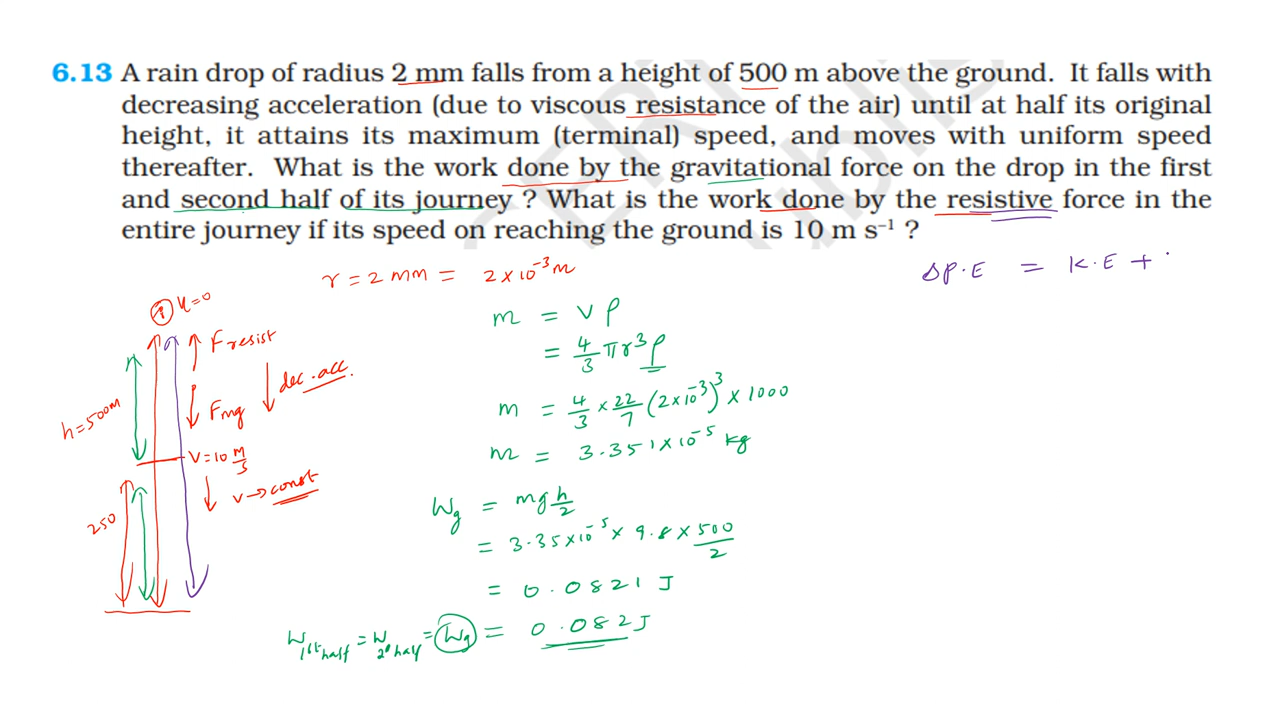 6.13 A rain drop of radius 2 mm falls from a height of 500 m above the ground. It falls with
decreasing acceleration (due to viscous resistance of the air) until at half its original
height, it attains its maximum (terminal) speed, and moves with uniform speed
thereafter. What is the work done by the gravitational force on the drop in the first
and second half of its journey ? What is the work done by the resistive force in the
entire journey if its speed on reaching the ground is 10 m s⁻¹ ?
r = 2 mm = 2 × 10⁻³ m
ΔP.E = K.E +
① u=0
F resist
dec. acc.
Fmg
h=500m
V=10 m/s
v → const
250
m = V ρ
= 4/3 π r³ ρ
m = 4/3 × 22/7 (2×10⁻³)³ × 1000
m = 3.351 × 10⁻⁵ kg
Wg = mg h/2
= 3.35×10⁻⁵ × 9.8 × 500/2
= 0.0821 J
W 1st half = W 2nd half = Wg = 0.082 J